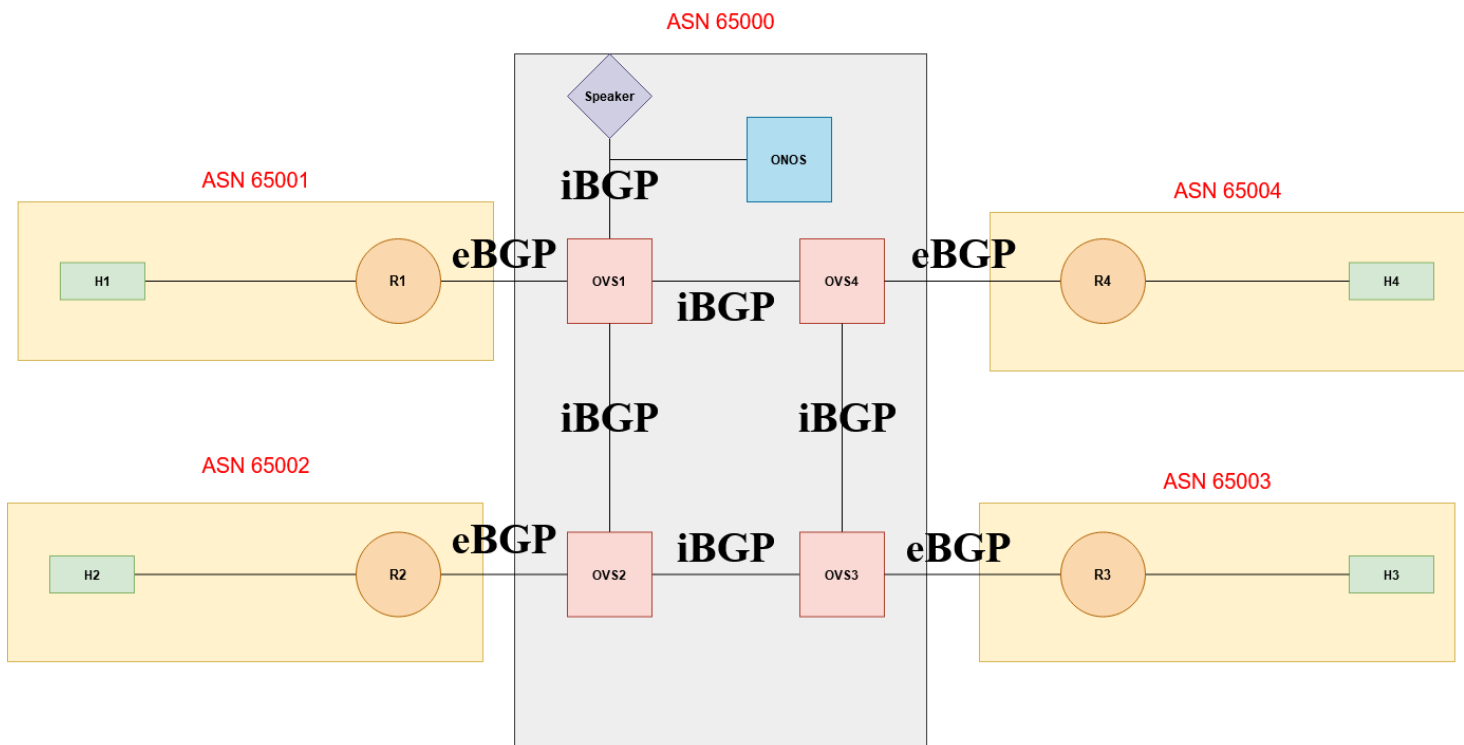 ASN 65000
Speaker
ONOS
iBGP
ASN 65001
ASN 65004
H1
R1
eBGP
OVS1
iBGP
OVS4
eBGP
R4
H4
iBGP
iBGP
ASN 65002
ASN 65003
H2
R2
eBGP
OVS2
iBGP
OVS3
eBGP
R3
H3